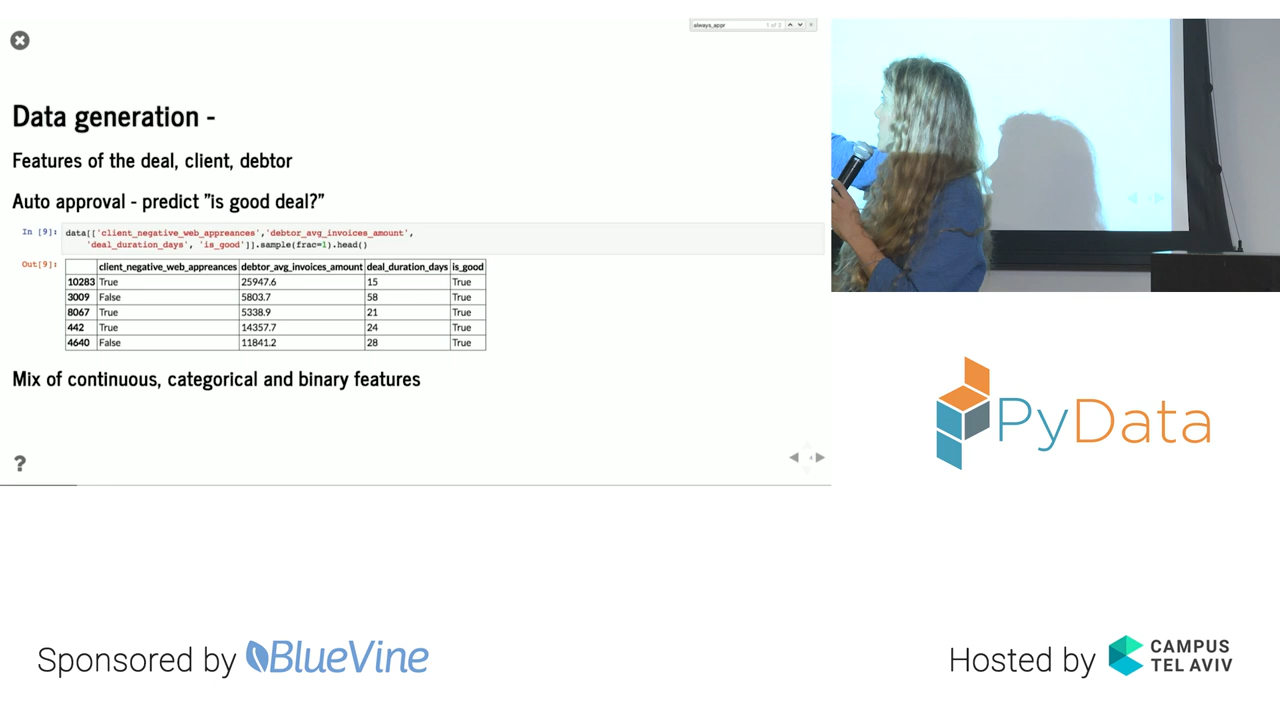 always_appr 1 of 2
Data generation -
Features of the deal, client, debtor
Auto approval - predict "is good deal?"
In [9]: data[['client_negative_web_appreances','debtor_avg_invoices_amount',
'deal_duration_days', 'is_good']].sample(frac=1).head()
Out[9]:
client_negative_web_appreances debtor_avg_invoices_amount deal_duration_days is_good
10283 True 25947.6 15 True
3009 False 5803.7 58 True
8067 True 5338.9 21 True
442 True 14357.7 24 True
4640 False 11841.2 28 True
Mix of continuous, categorical and binary features
?
4
PyData
Sponsored by BlueVine
Hosted by CAMPUS
TEL AVIV